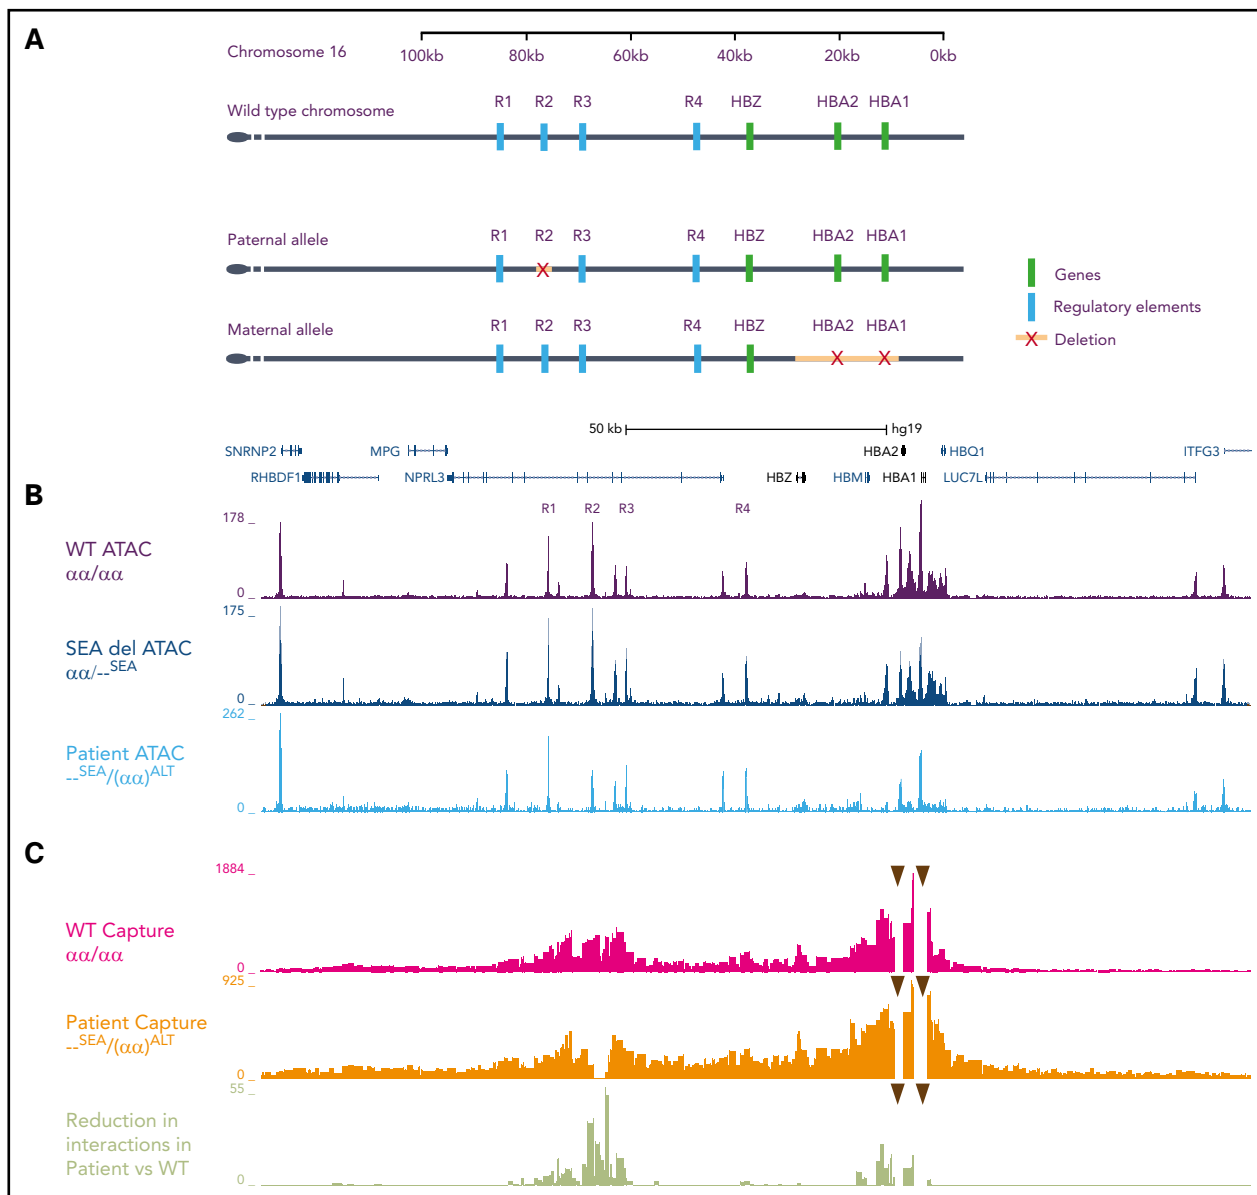 A
Chromosome 16
100kb 80kb 60kb 40kb 20kb 0kb
Wild type chromosome
R1 R2 R3 R4 HBZ HBA2 HBA1
Paternal allele
R1 R2 R3 R4 HBZ HBA2 HBA1
Genes
Regulatory elements
Deletion
Maternal allele
R1 R2 R3 R4 HBZ HBA2 HBA1
50 kb hg19
SNRNP2 MPG HBA2 HBQ1 ITFG3
RHBDF1 NPRL3 HBZ HBM HBA1 LUC7L
B
R1 R2 R3 R4
178
WT ATAC
αα/αα
0
175
SEA del ATAC
αα/--SEA
0
262
Patient ATAC
--SEA/(αα)ALT
0
C
1884
WT Capture
αα/αα
0
925
Patient Capture
--SEA/(αα)ALT
0
55
Reduction in
interactions in
Patient vs WT
0